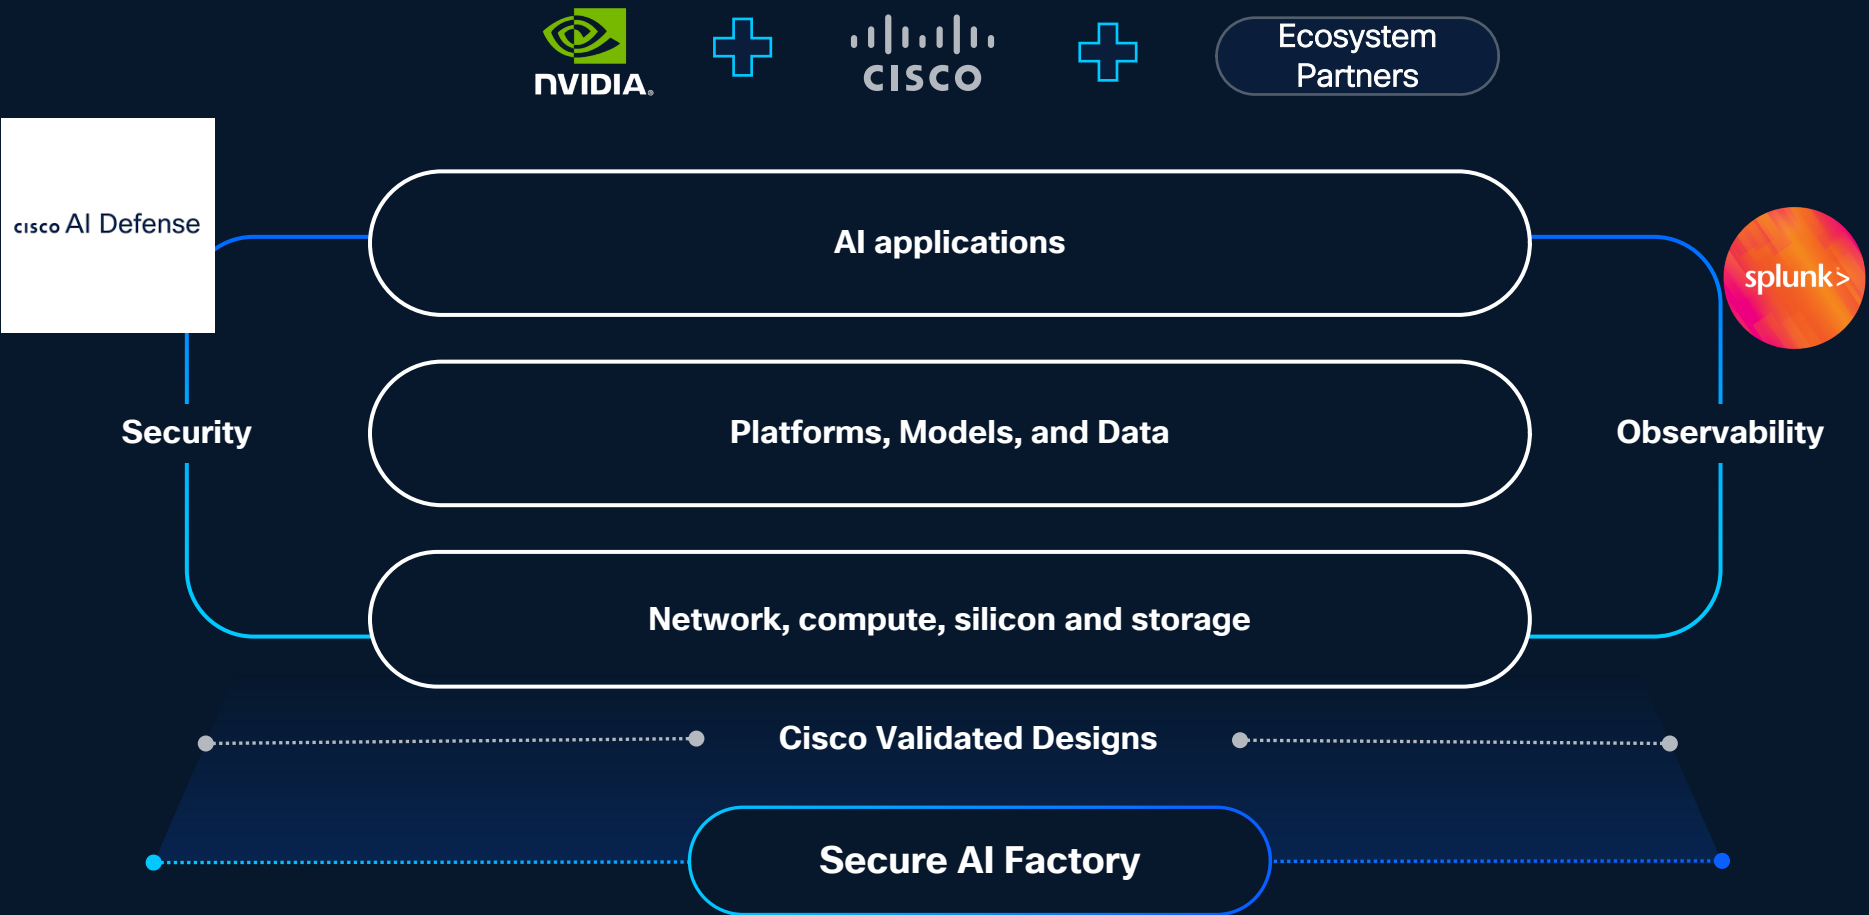 NVIDIA.
CISCO
Ecosystem
Partners
CISCO AI Defense
AI applications
splunk>
Security
Platforms, Models, and Data
Observability
Network, compute, silicon and storage
Cisco Validated Designs
Secure AI Factory